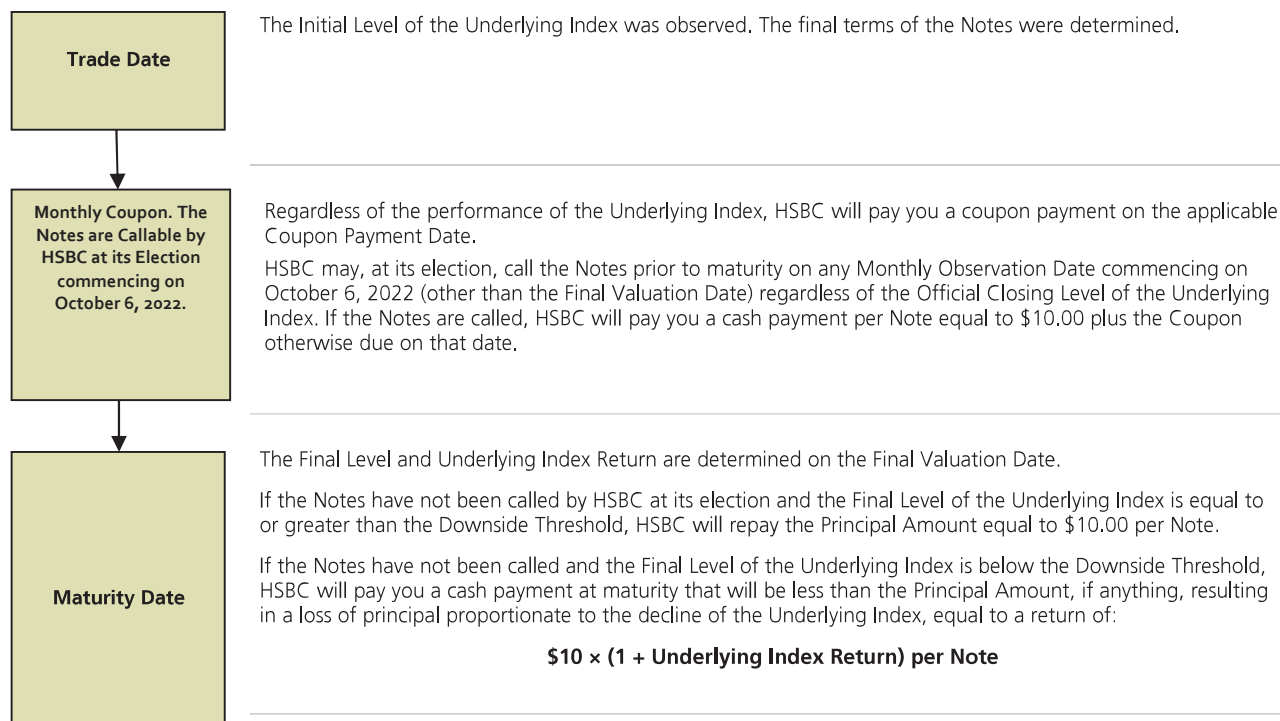 Trade Date
The Initial Level of the Underlying Index was observed. The final terms of the Notes were determined.
Monthly Coupon. The
Notes are Callable by
HSBC at its Election
commencing on
October 6, 2022.
Regardless of the performance of the Underlying Index, HSBC will pay you a coupon payment on the applicable
Coupon Payment Date.
HSBC may, at its election, call the Notes prior to maturity on any Monthly Observation Date commencing on
October 6, 2022 (other than the Final Valuation Date) regardless of the Official Closing Level of the Underlying
Index. If the Notes are called, HSBC will pay you a cash payment per Note equal to $10.00 plus the Coupon
otherwise due on that date.
Maturity Date
The Final Level and Underlying Index Return are determined on the Final Valuation Date.
If the Notes have not been called by HSBC at its election and the Final Level of the Underlying Index is equal to
or greater than the Downside Threshold, HSBC will repay the Principal Amount equal to $10.00 per Note.
If the Notes have not been called and the Final Level of the Underlying Index is below the Downside Threshold,
HSBC will pay you a cash payment at maturity that will be less than the Principal Amount, if anything, resulting
in a loss of principal proportionate to the decline of the Underlying Index, equal to a return of:
$10 × (1 + Underlying Index Return) per Note